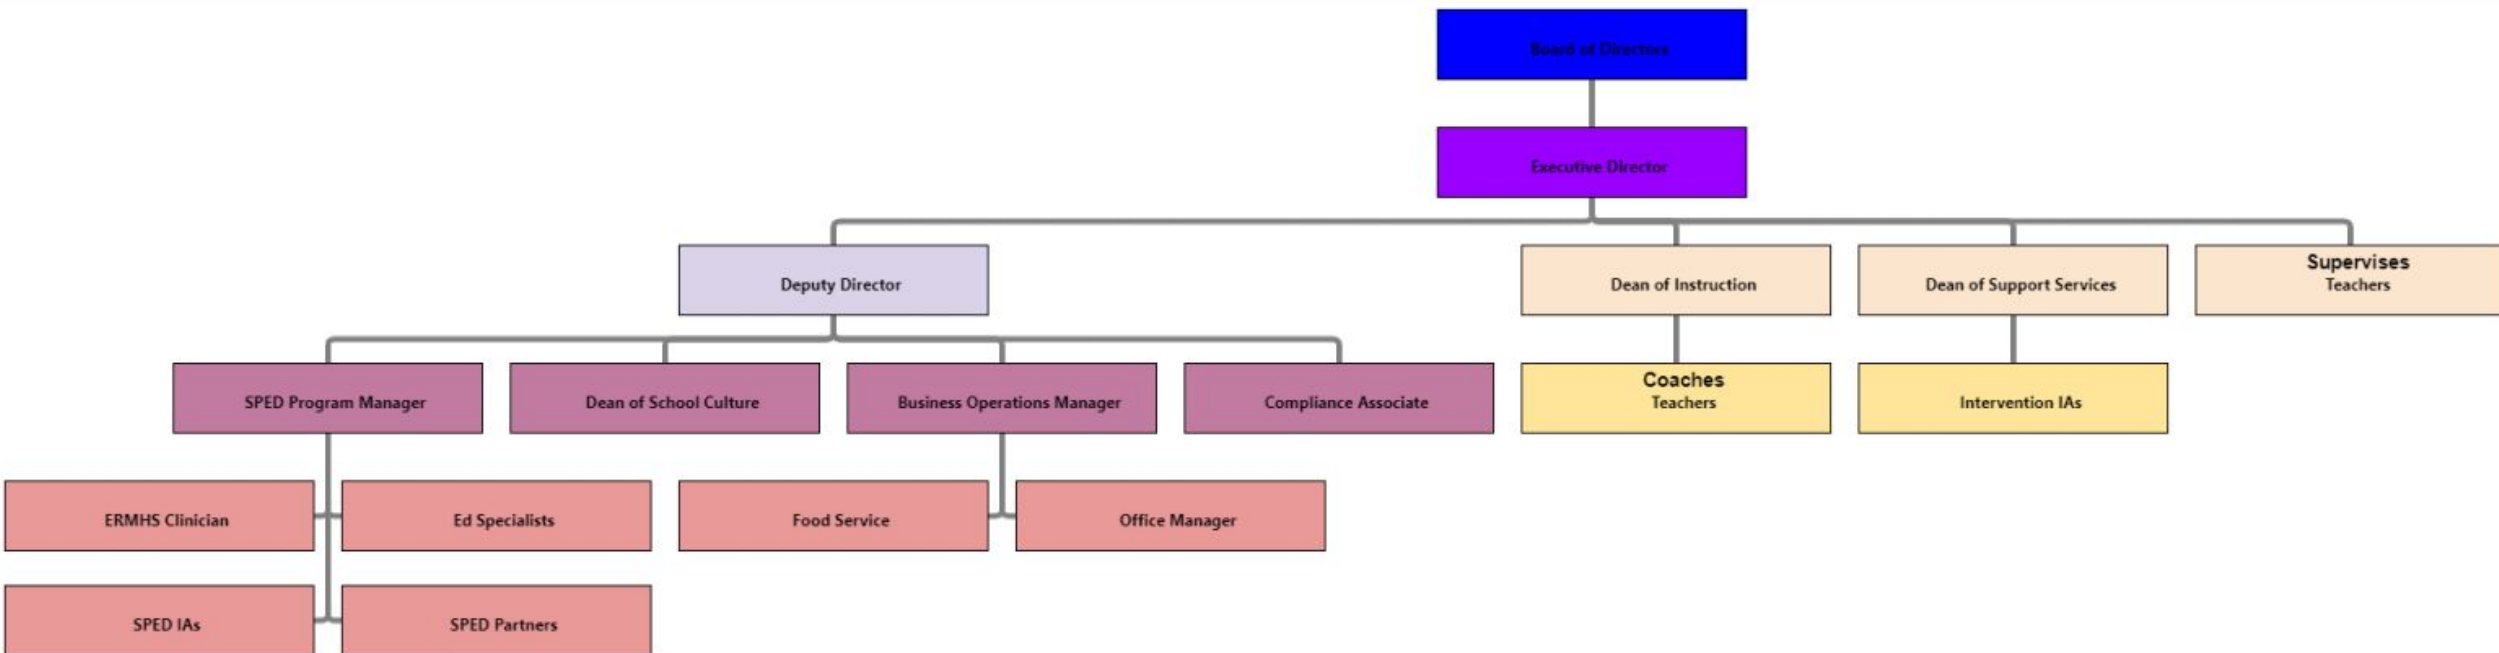 Board of Directors
Executive Director
Deputy Director
Dean of Instruction
Dean of Support Services
Supervises
Teachers
SPED Program Manager
Dean of School Culture
Business Operations Manager
Compliance Associate
Coaches
Teachers
Intervention IAs
ERMHS Clinician
Ed Specialists
Food Service
Office Manager
SPED IAs
SPED Partners